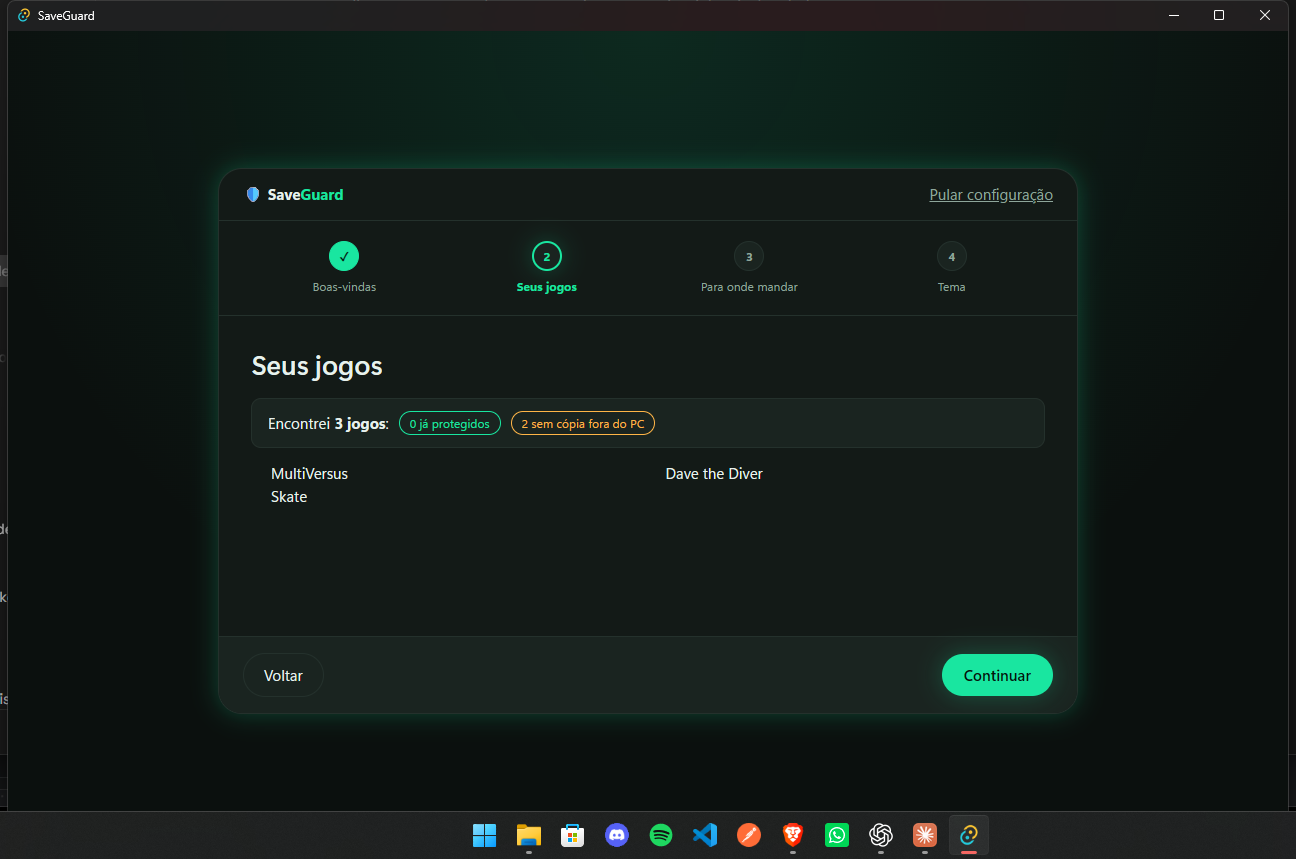 SaveGuard
SaveGuard
Pular configuração
✓ 2 3 4
Boas-vindas Seus jogos Para onde mandar Tema
Seus jogos
Encontrei 3 jogos: 0 já protegidos 2 sem cópia fora do PC
MultiVersus Dave the Diver
Skate
Voltar Continuar